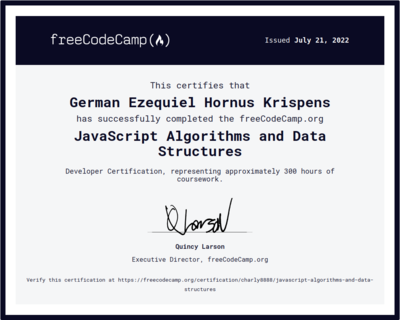 freeCodeCamp(🔥)
Issued July 21, 2022
This certifies that
German Ezequiel Hornus Krispens
has successfully completed the freeCodeCamp.org
JavaScript Algorithms and Data
Structures
Developer Certification, representing approximately 300 hours of
coursework.
Q Larson
Quincy Larson
Executive Director, freeCodeCamp.org
Verify this certification at https://freecodecamp.org/certification/charly8888/javascript-algorithms-and-data-
structures